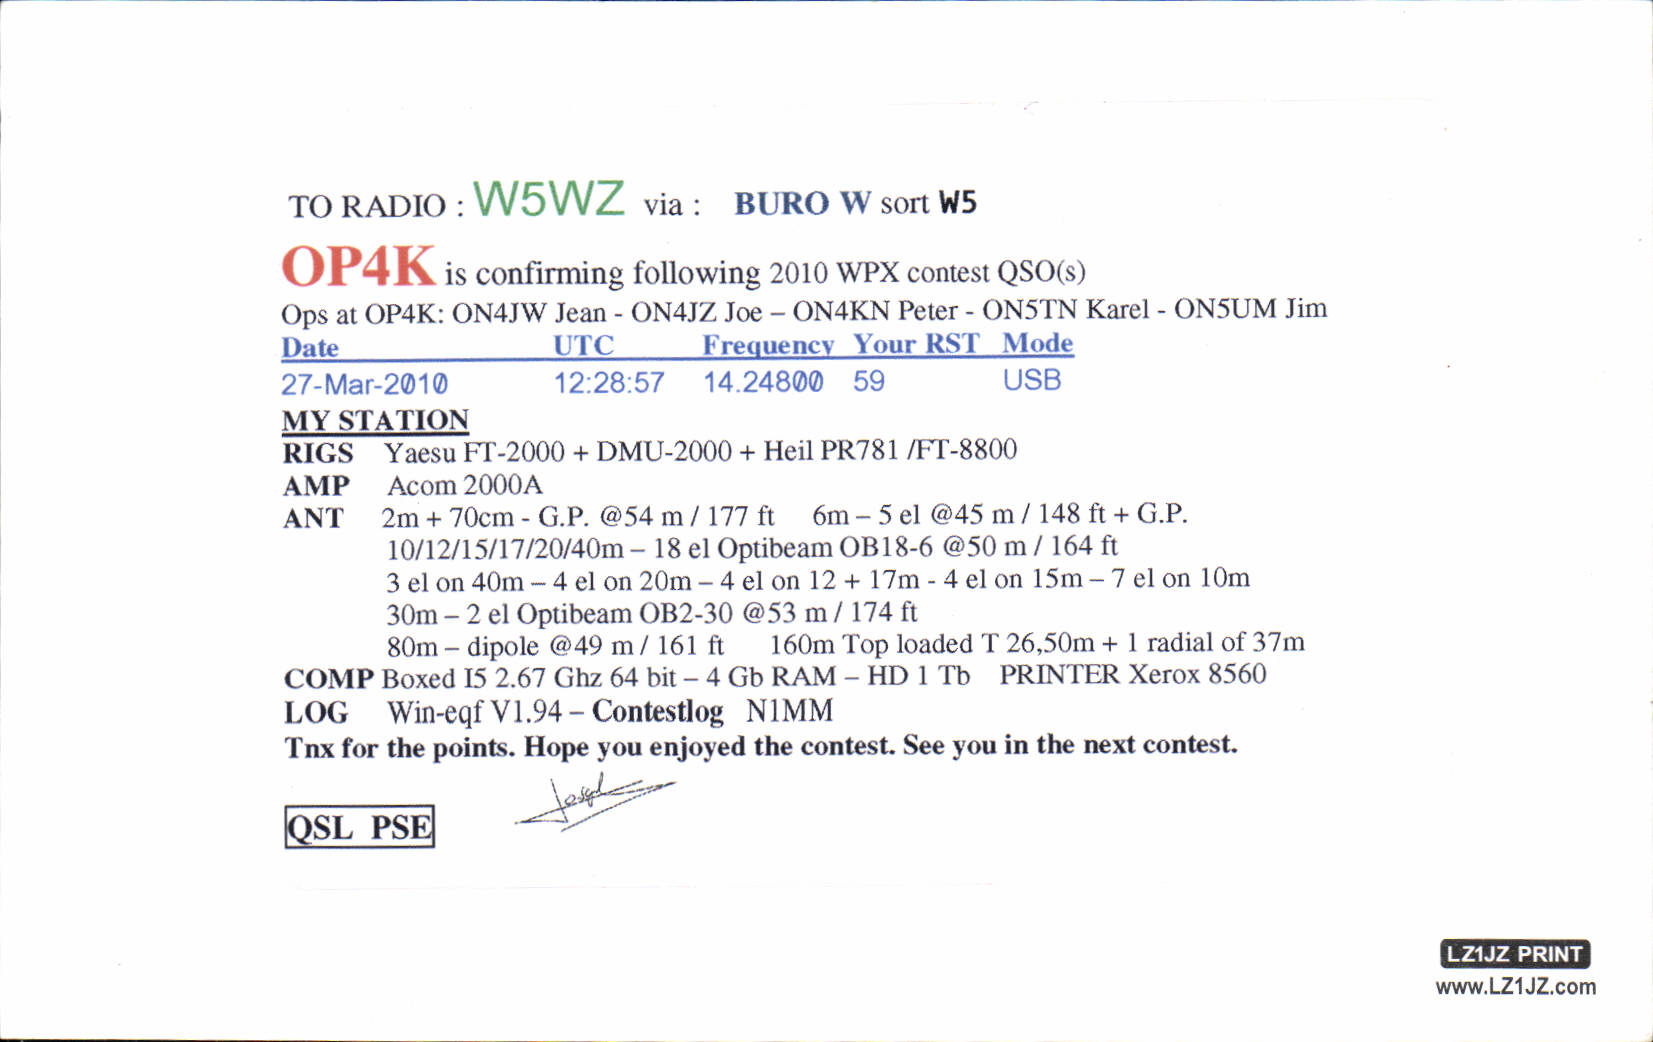 TO RADIO : W5WZ via : BURO W sort W5
OP4K is confirming following 2010 WPX contest QSO(s)
Ops at OP4K: ON4JW Jean - ON4JZ Joe – ON4KN Peter - ON5TN Karel - ON5UM Jim
Date UTC Frequency Your RST Mode
27-Mar-2010 12:28:57 14.24800 59 USB
MY STATION
RIGS Yaesu FT-2000 + DMU-2000 + Heil PR781 /FT-8800
AMP Acom 2000A
ANT 2m + 70cm - G.P. @54 m / 177 ft 6m – 5 el @45 m / 148 ft + G.P.
10/12/15/17/20/40m – 18 el Optibeam OB18-6 @50 m / 164 ft
3 el on 40m – 4 el on 20m – 4 el on 12 + 17m - 4 el on 15m – 7 el on 10m
30m – 2 el Optibeam OB2-30 @53 m / 174 ft
80m – dipole @49 m / 161 ft 160m Top loaded T 26,50m + 1 radial of 37m
COMP Boxed I5 2.67 Ghz 64 bit – 4 Gb RAM – HD 1 Tb PRINTER Xerox 8560
LOG Win-eqf V1.94 – Contestlog N1MM
Tnx for the points. Hope you enjoyed the contest. See you in the next contest.
Joseph
QSL PSE
LZ1JZ PRINT
www.LZ1JZ.com